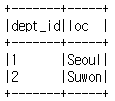 +-------+-----+
|dept_id|loc  |
+-------+-----+
|1      |Seoul|
|2      |Suwon|
+-------+-----+